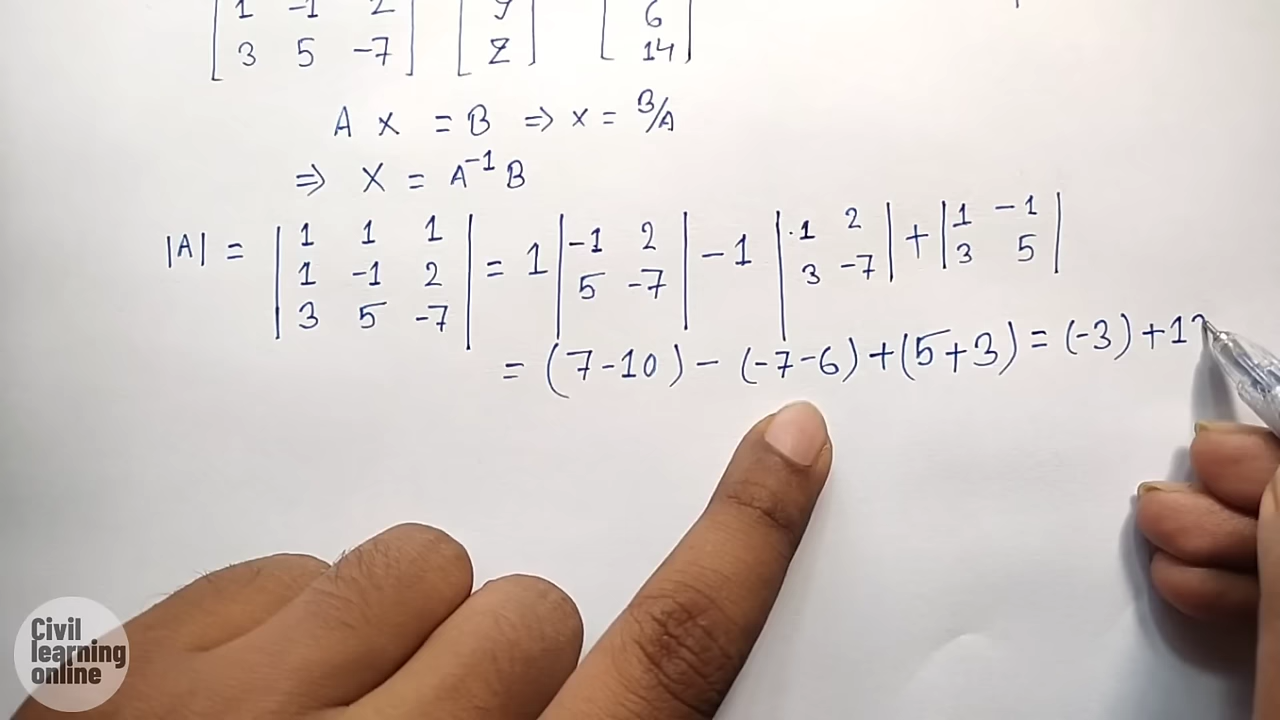 1 -1 2 y 6
3 5 -7 z 14
A X = B ⇒ x = B/A
⇒ X = A⁻¹ B
|A| = | 1 1 1 | = 1 | -1 2 | - 1 | 1 2 | + | 1 -1 |
1 -1 2 5 -7 3 -7 3 5
3 5 -7
= (7-10) - (-7-6) + (5+3) = (-3) + 1
Civil
learning
online